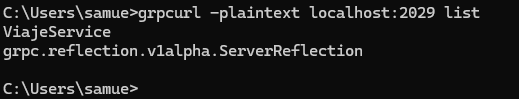 C:\Users\samue>grpcurl -plaintext localhost:2029 list
ViajeService
grpc.reflection.v1alpha.ServerReflection
C:\Users\samue>